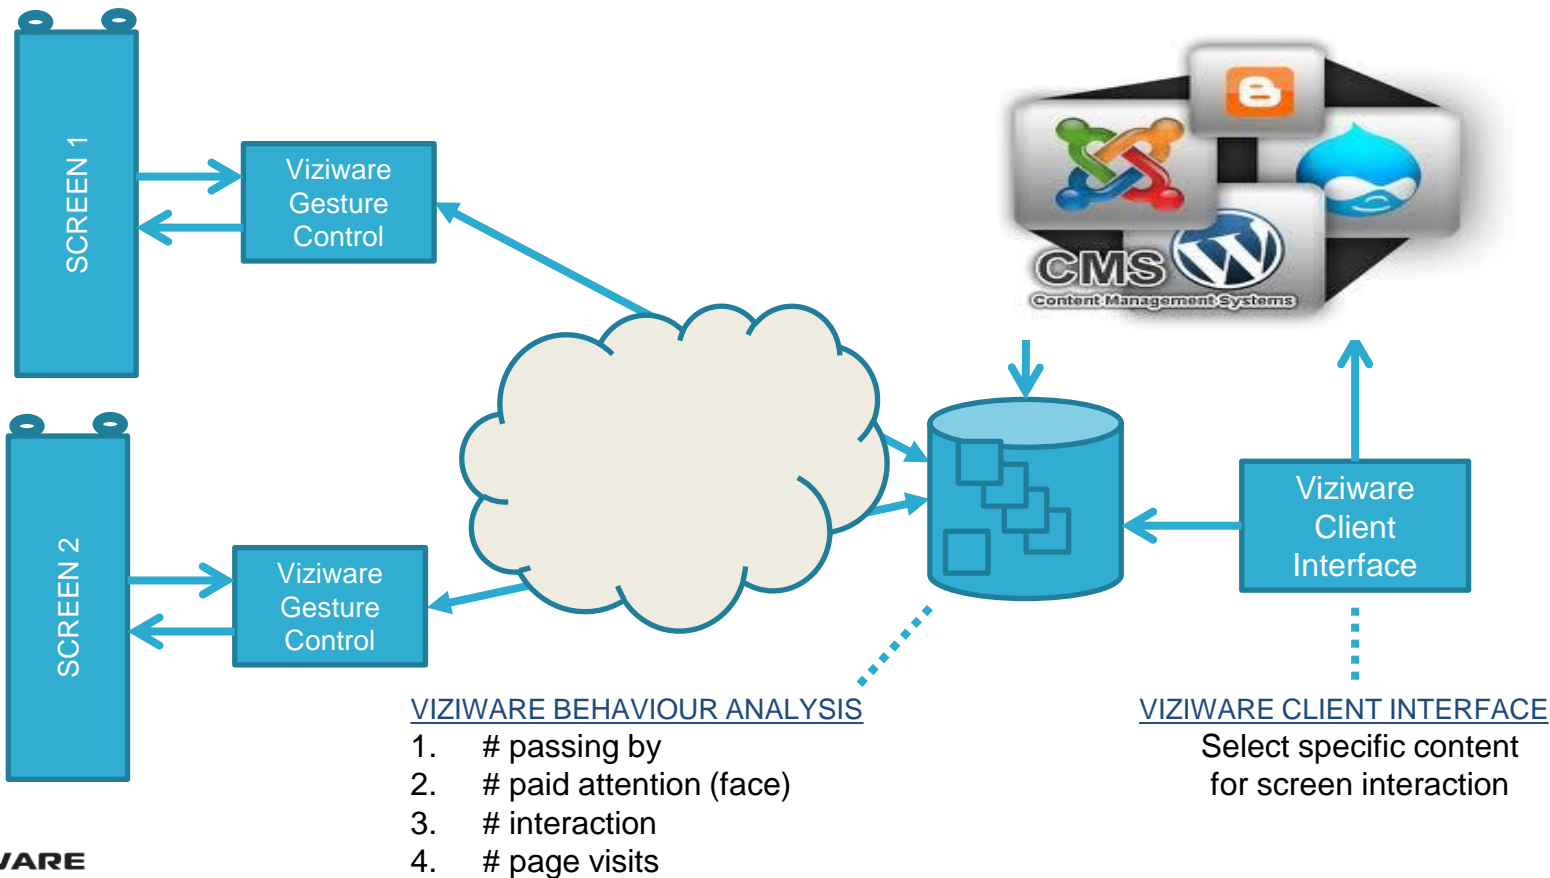 SCREEN 1
Viziware
Gesture
Control
CMS
Content Management Systems
W
B
SCREEN 2
Viziware
Gesture
Control
Viziware
Client
Interface
VIZIWARE BEHAVIOUR ANALYSIS
1. # passing by
2. # paid attention (face)
3. # interaction
4. # page visits
VIZIWARE CLIENT INTERFACE
Select specific content
for screen interaction
WARE